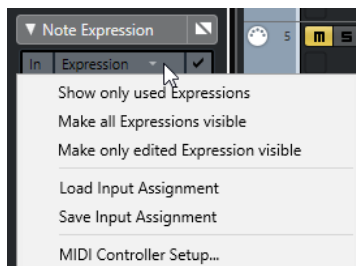 Note Expression
5 m S
In Expression
Show only used Expressions
Make all Expressions visible
Make only edited Expression visible
Load Input Assignment
Save Input Assignment
MIDI Controller Setup...